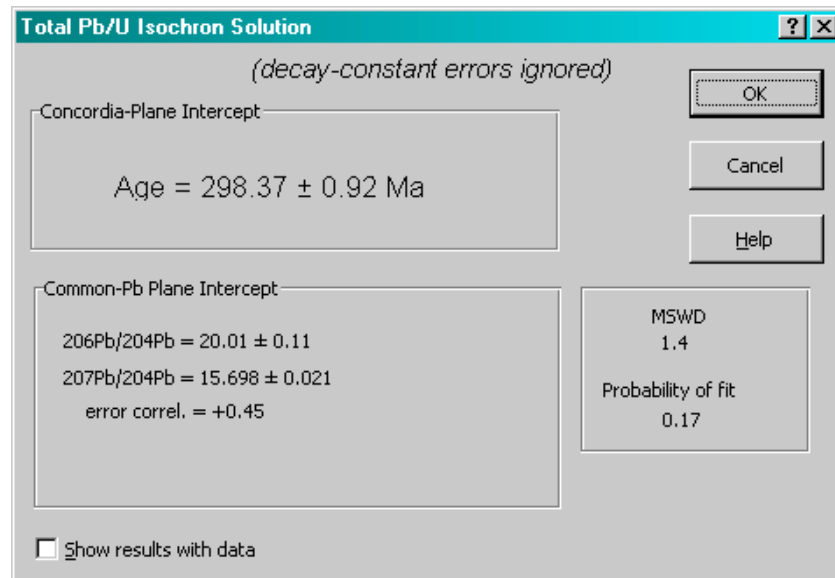 Total Pb/U Isochron Solution
(decay-constant errors ignored)
OK
Concordia-Plane Intercept
Age = 298.37 ± 0.92 Ma
Cancel
Help
Common-Pb Plane Intercept
206Pb/204Pb = 20.01 ± 0.11
207Pb/204Pb = 15.698 ± 0.021
error correl. = +0.45
MSWD
1.4
Probability of fit
0.17
Show results with data